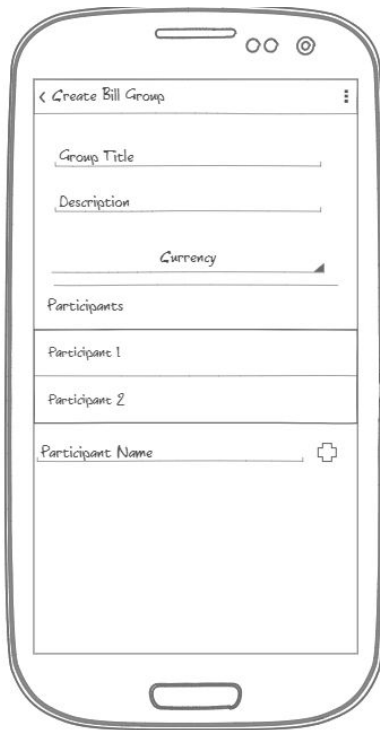 < Create Bill Group
Group Title
Description
Currency
Participants
Participant 1
Participant 2
Participant Name